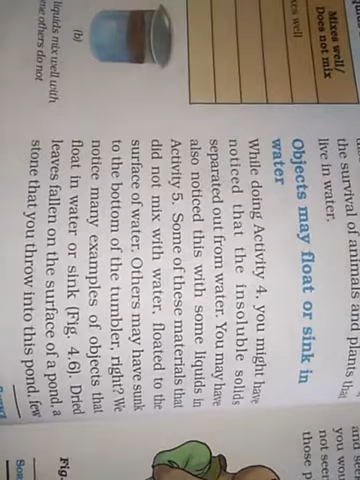 Mixes well/
Does not mix
xes well
(b)
liquids mix well with
me others do not
the survival of animals and plants that
live in water.
Objects may float or sink in
water
While doing Activity 4, you might have
noticed that the insoluble solids
separated out from water. You may have
also noticed this with some liquids in
Activity 5. Some of these materials that
did not mix with water, floated to the
surface of water. Others may have sunk
to the bottom of the tumbler, right? We
notice many examples of objects that
float in water or sink (Fig. 4.6). Dried
leaves fallen on the surface of a pond, a
stone that you throw into this pond, few
and
you wou
not seen
those p
Fig.